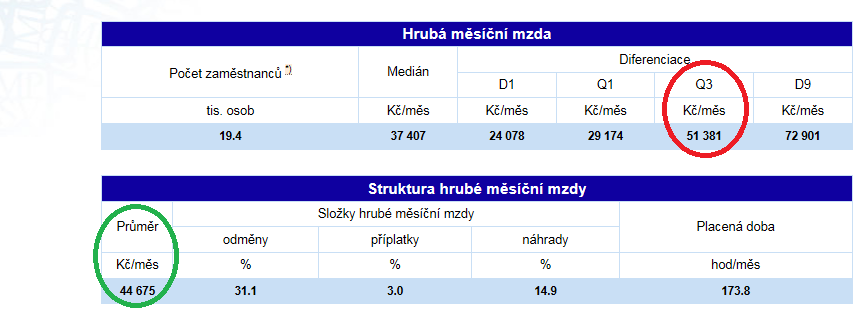 Hrubá měsíční mzda
Počet zaměstnanců *) Medián Diferenciace
D1 Q1 Q3 D9
tis. osob Kč/měs Kč/měs Kč/měs Kč/měs Kč/měs
19.4 37 407 24 078 29 174 51 381 72 901
Struktura hrubé měsíční mzdy
Průměr Složky hrubé měsíční mzdy Placená doba
odměny příplatky náhrady
Kč/měs % % % hod/měs
44 675 31.1 3.0 14.9 173.8